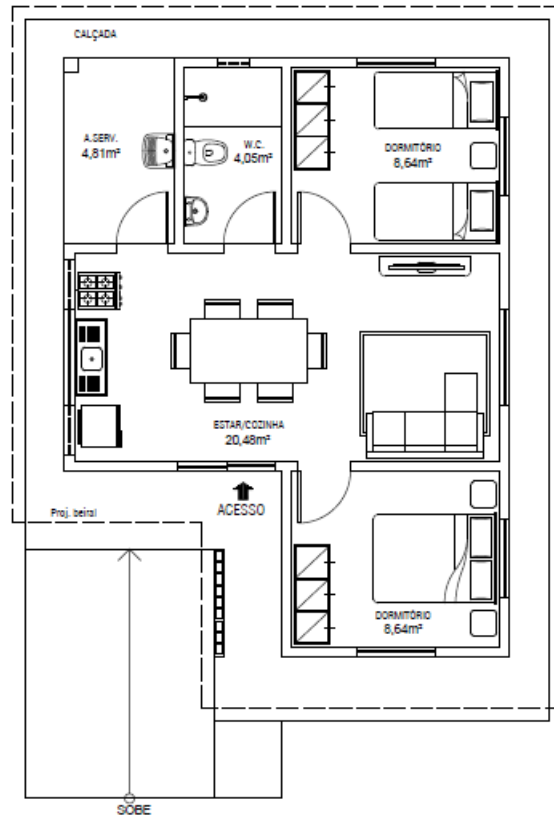 CALÇADA
A.SERV.
4,81m²
W.C.
4,05m²
DORMITÓRIO
8,64m²
ESTAR/COZINHA
20,48m²
ACESSO
Proj. beiral
DORMITÓRIO
8,64m²
SOBE